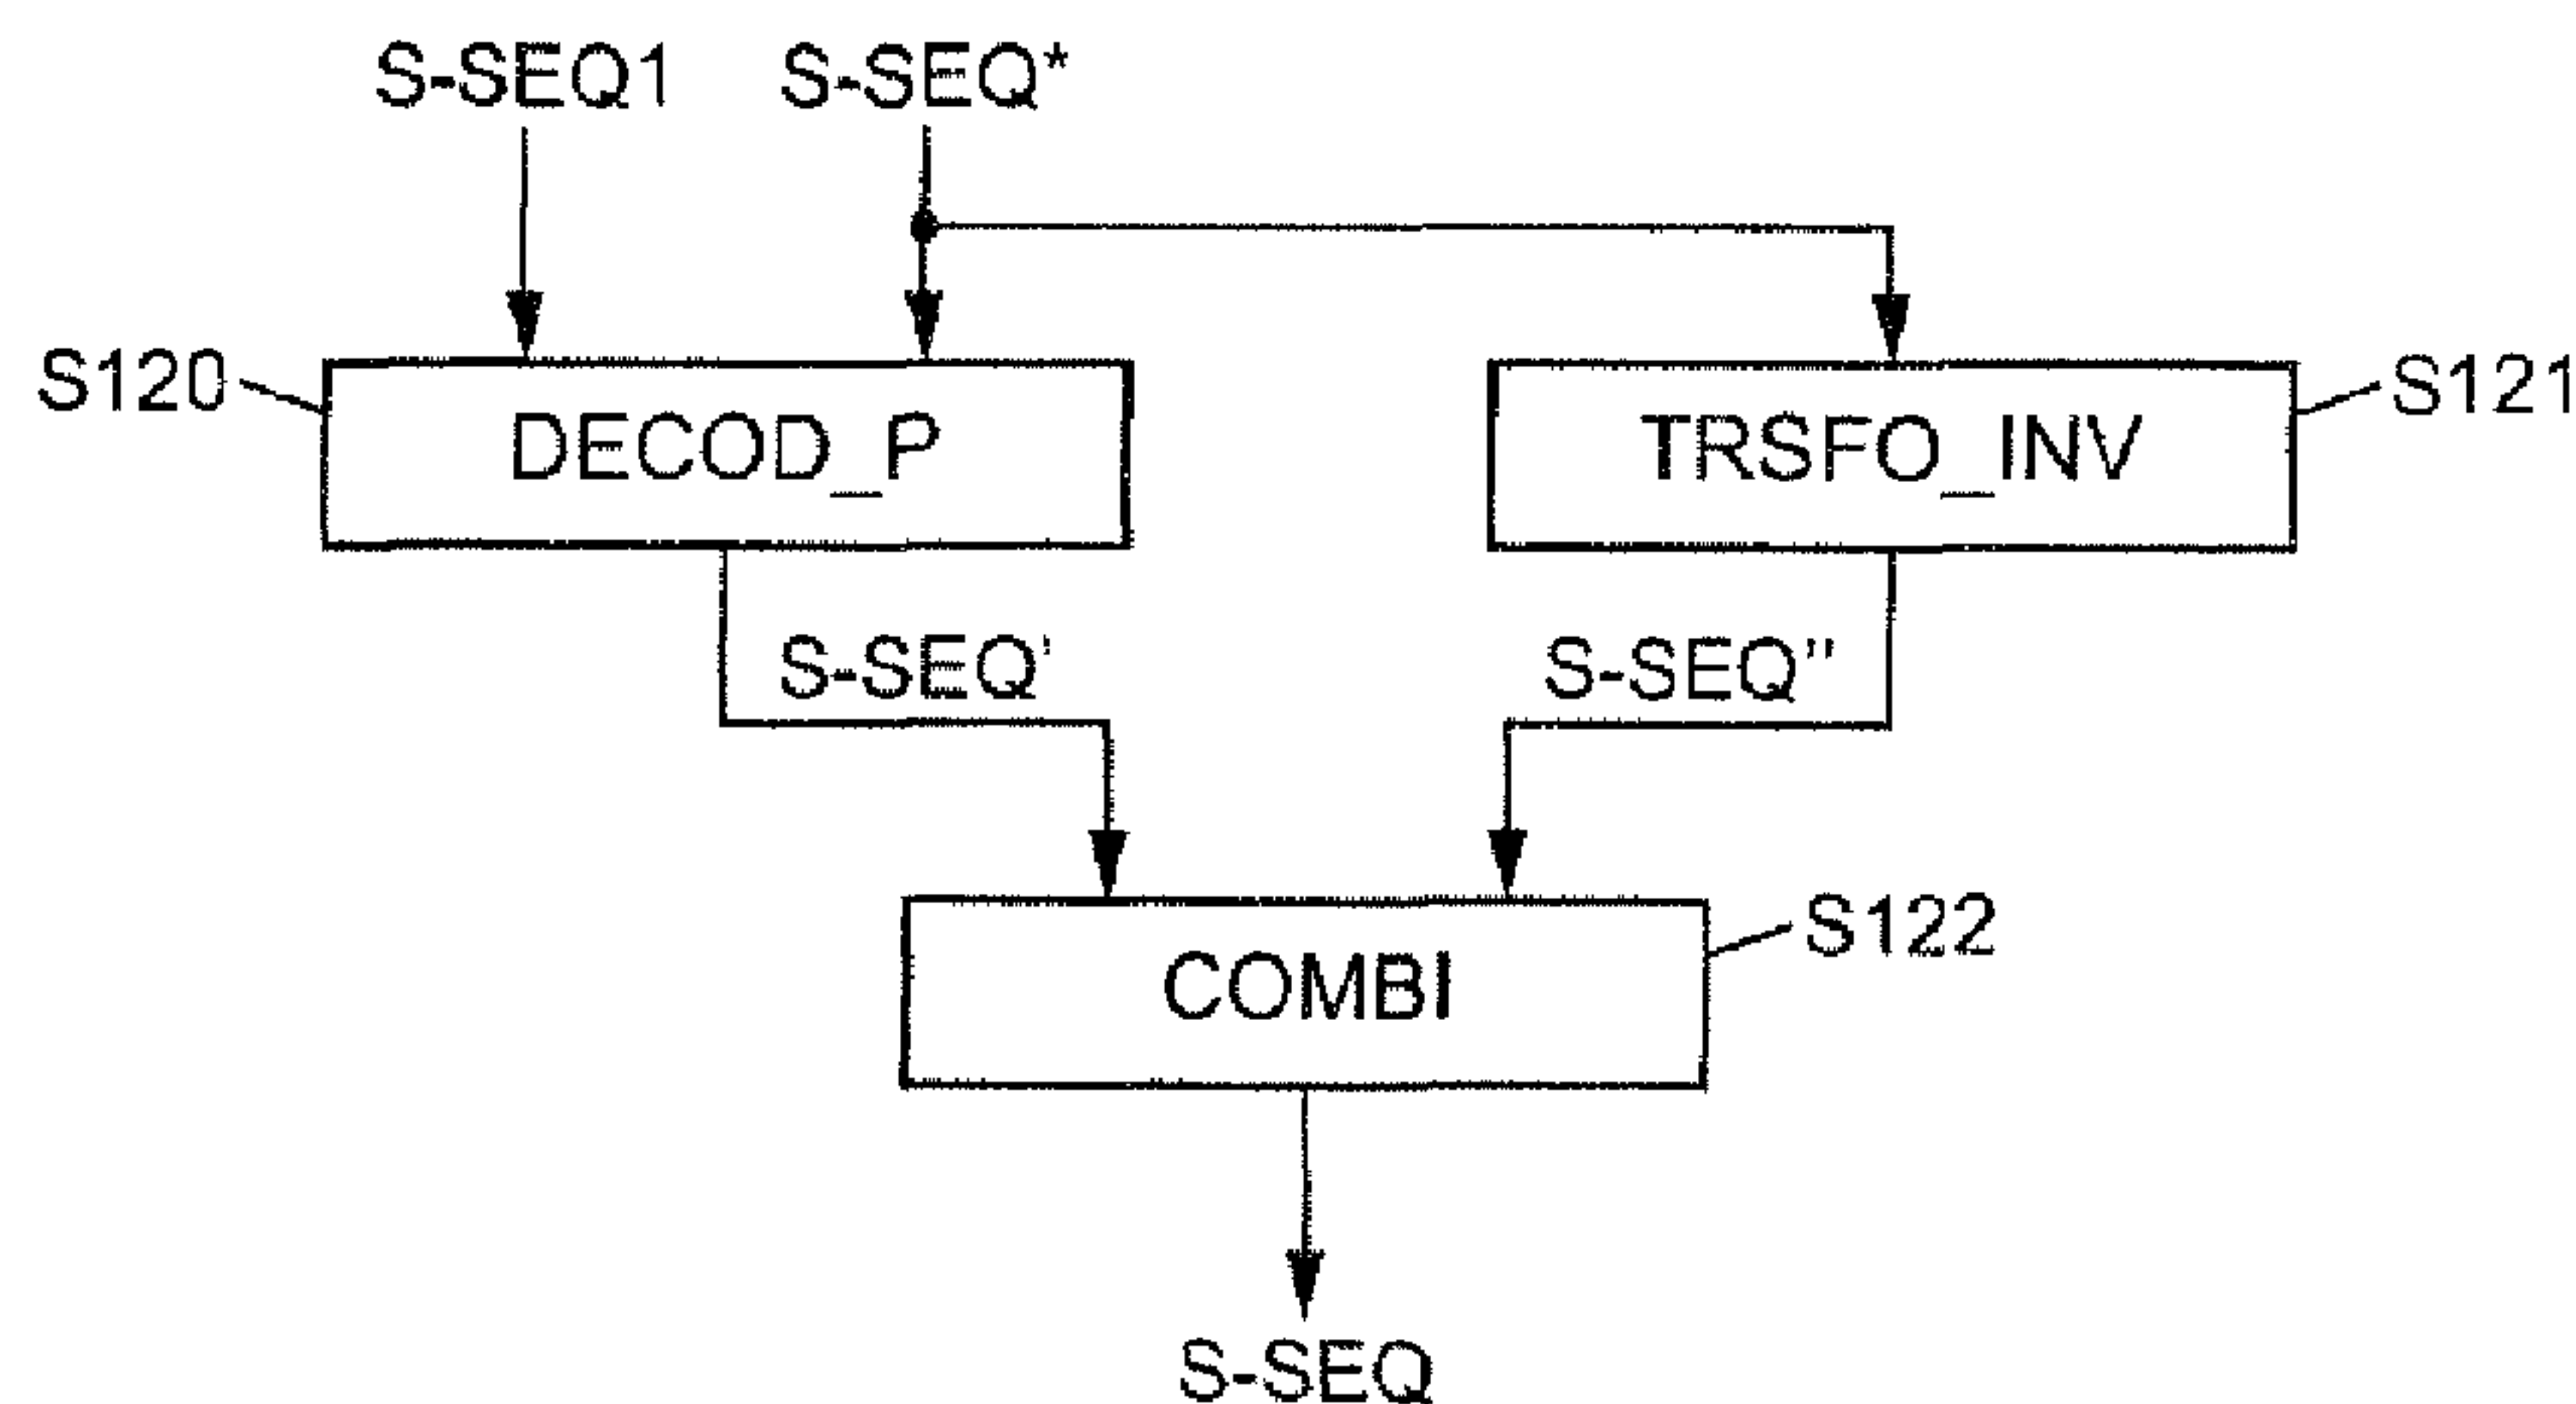 S-SEQ1 S-SEQ*
S120 DECOD_P TRSFO_INV S121
S-SEQ' S-SEQ"
COMBI S122
S-SEQ